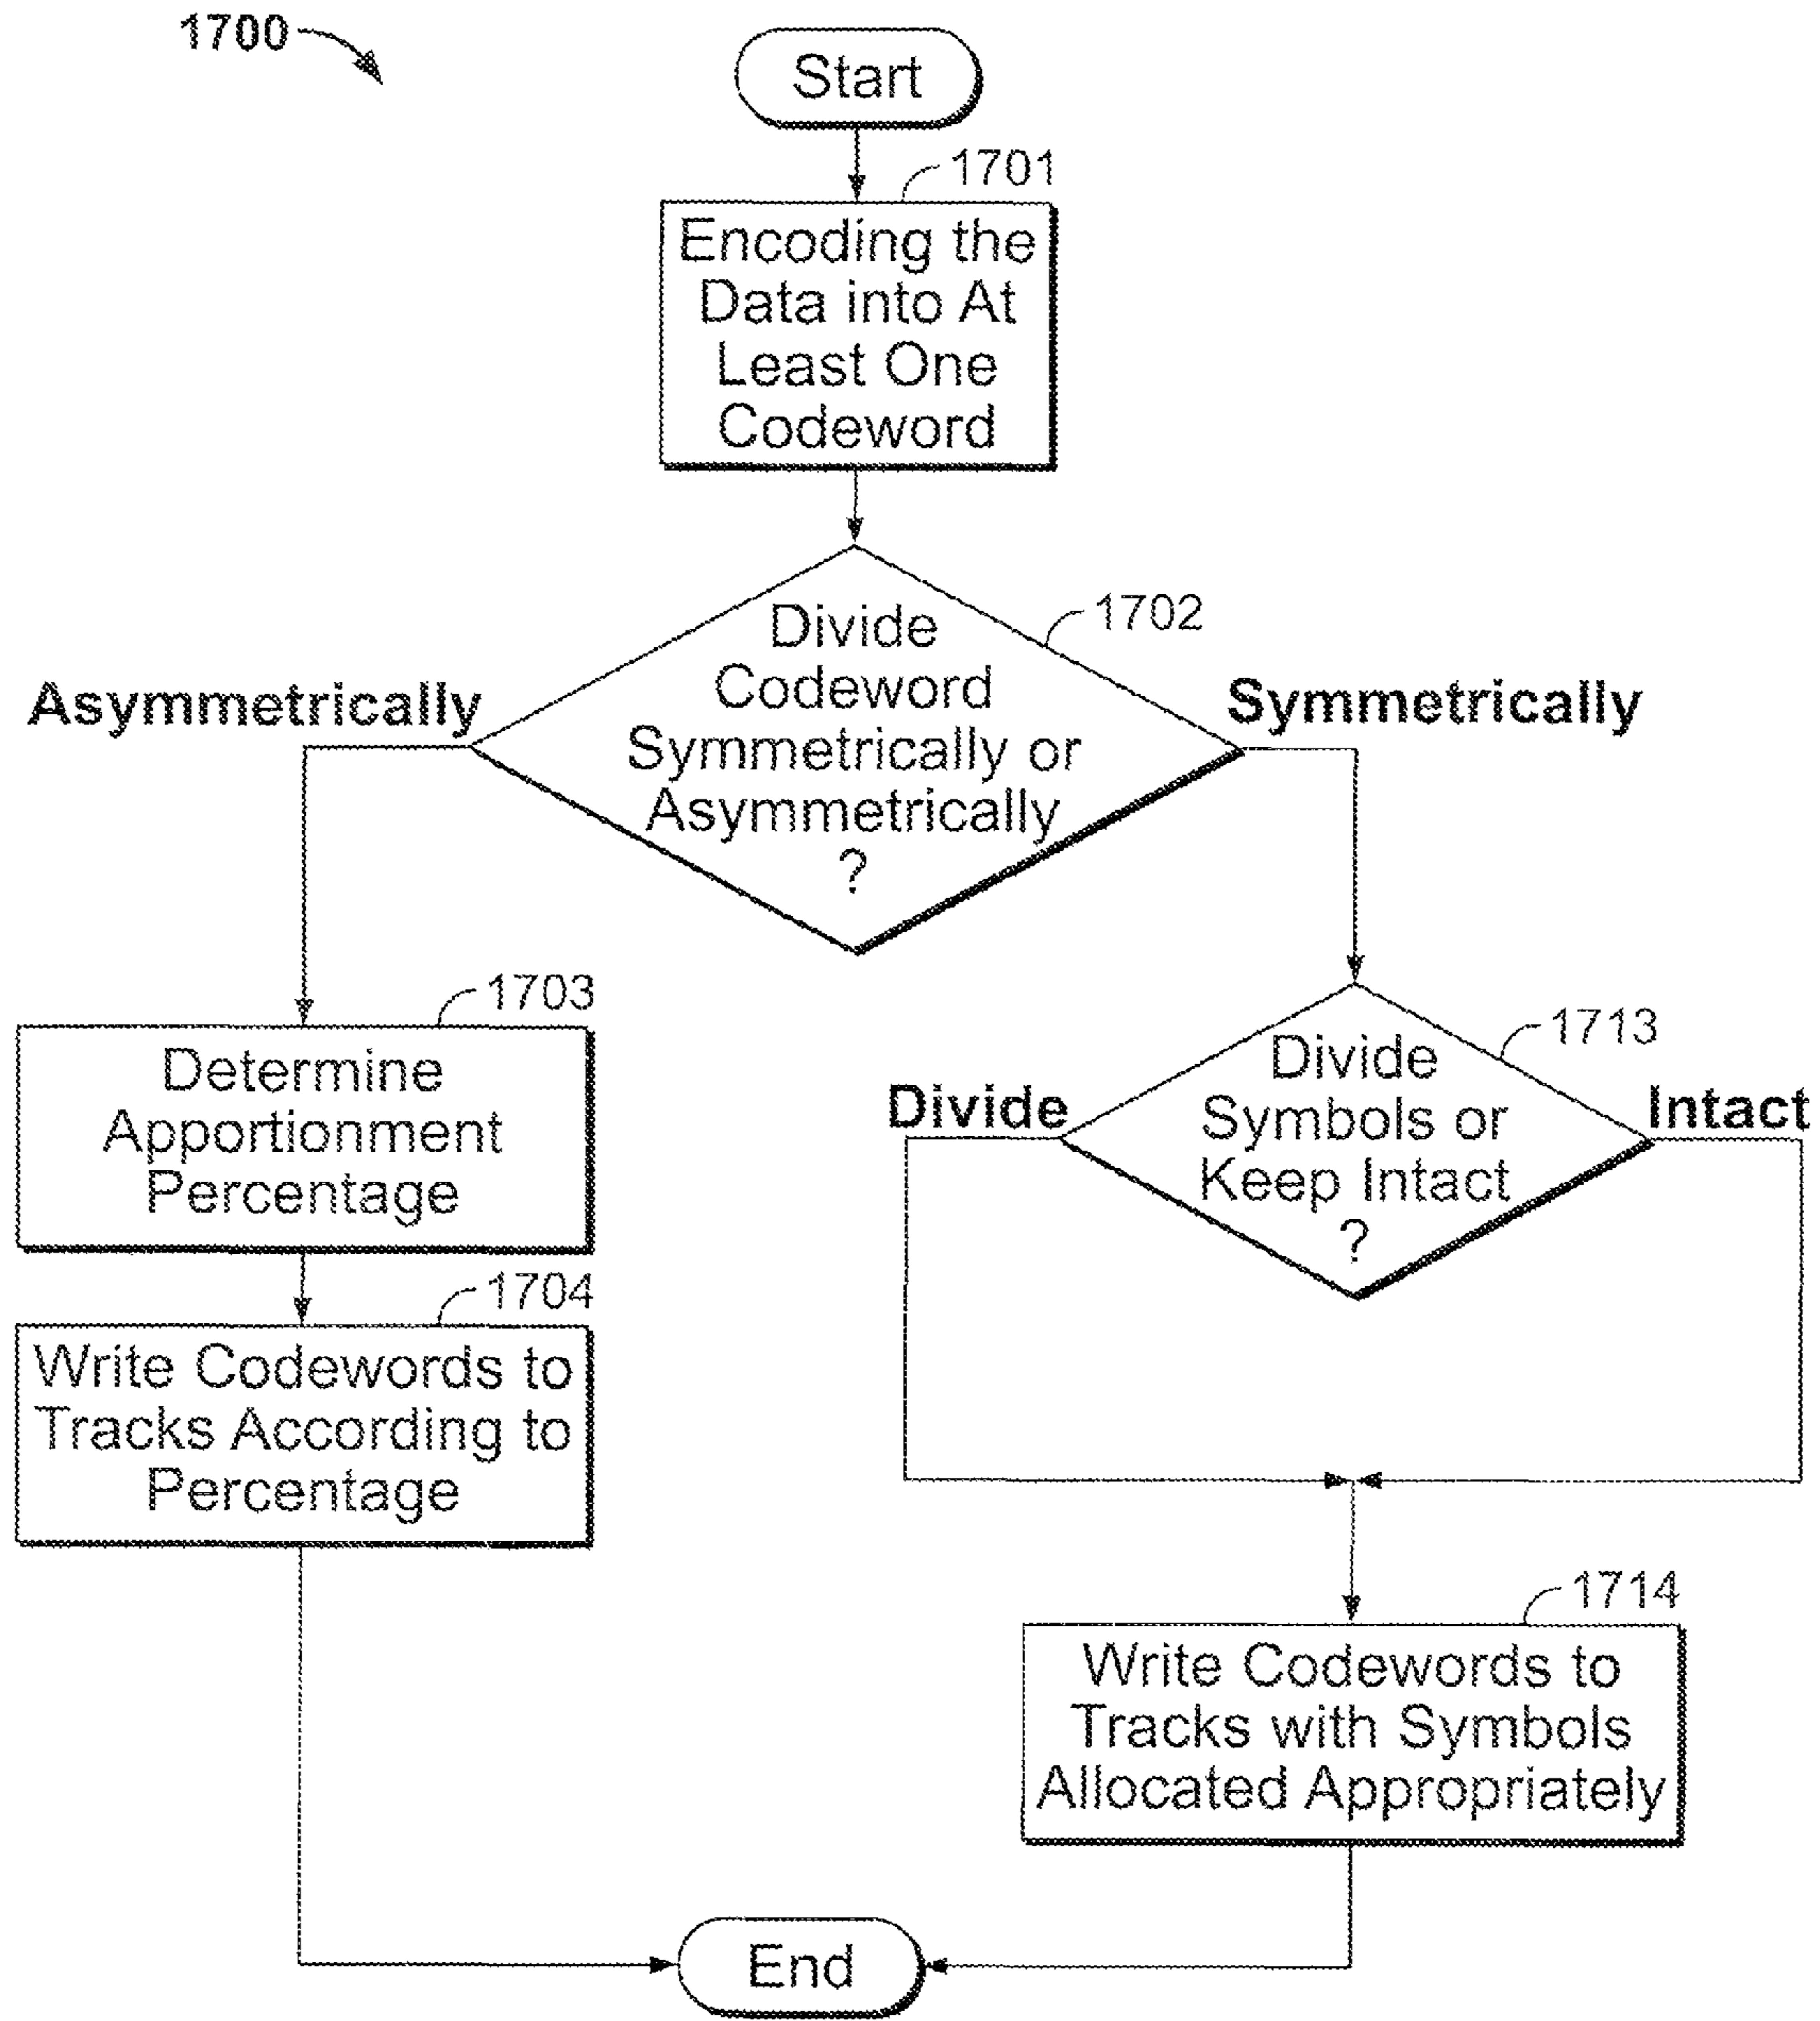 1700
Start
1701
Encoding the
Data into At
Least One
Codeword
1702
Divide
Codeword
Symmetrically or
Asymmetrically
?
Asymmetrically
Symmetrically
1703
Determine
Apportionment
Percentage
1704
Write Codewords to
Tracks According to
Percentage
1713
Divide
Symbols or
Keep Intact
?
Divide
Intact
1714
Write Codewords to
Tracks with Symbols
Allocated Appropriately
End